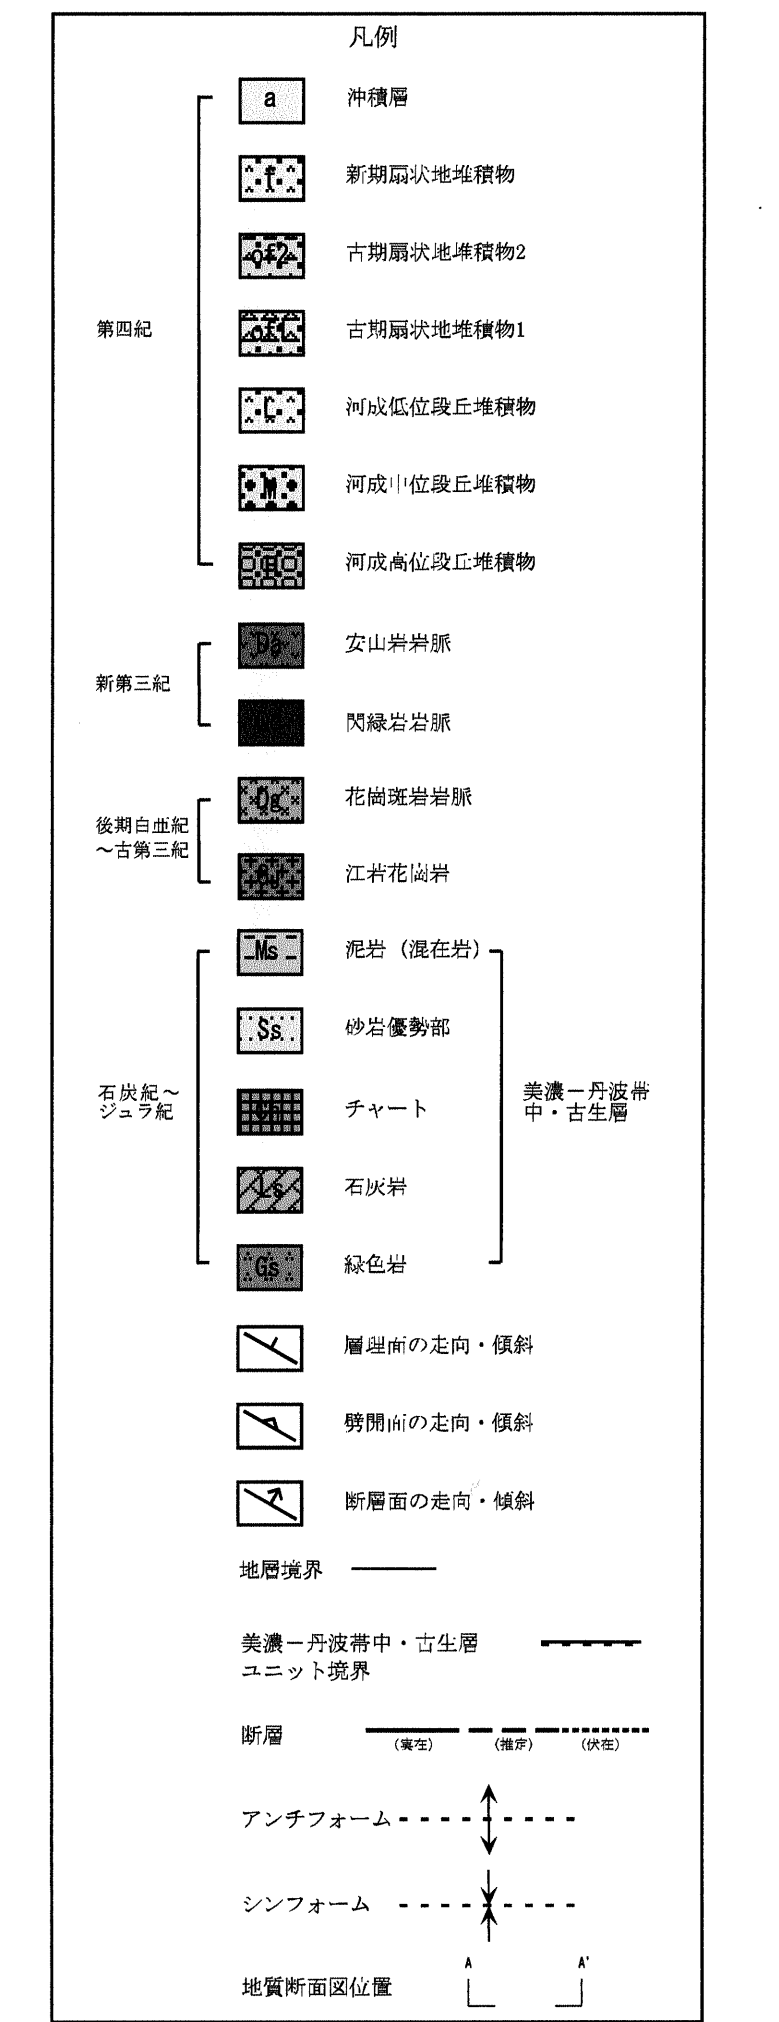 凡例
a 沖積層
f 新期扇状地堆積物
of2 古期扇状地堆積物2
of1 古期扇状地堆積物1
第四紀
L 河成低位段丘堆積物
M 河成中位段丘堆積物
H 河成高位段丘堆積物
Da 安山岩岩脈
新第三紀
閃緑岩岩脈
Dg 花崗斑岩岩脈
後期白亜紀
～古第三紀
江若花崗岩
Ms 泥岩（混在岩）
Ss 砂岩優勢部
石炭紀～
ジュラ紀
Ch チャート
美濃－丹波帯
中・古生層
Ls 石灰岩
Gs 緑色岩
層理面の走向・傾斜
劈開面の走向・傾斜
断層面の走向・傾斜
地層境界
美濃－丹波帯中・古生層
ユニット境界
断層
(実在) (推定) (伏在)
アンチフォーム
シンフォーム
A A'
地質断面図位置